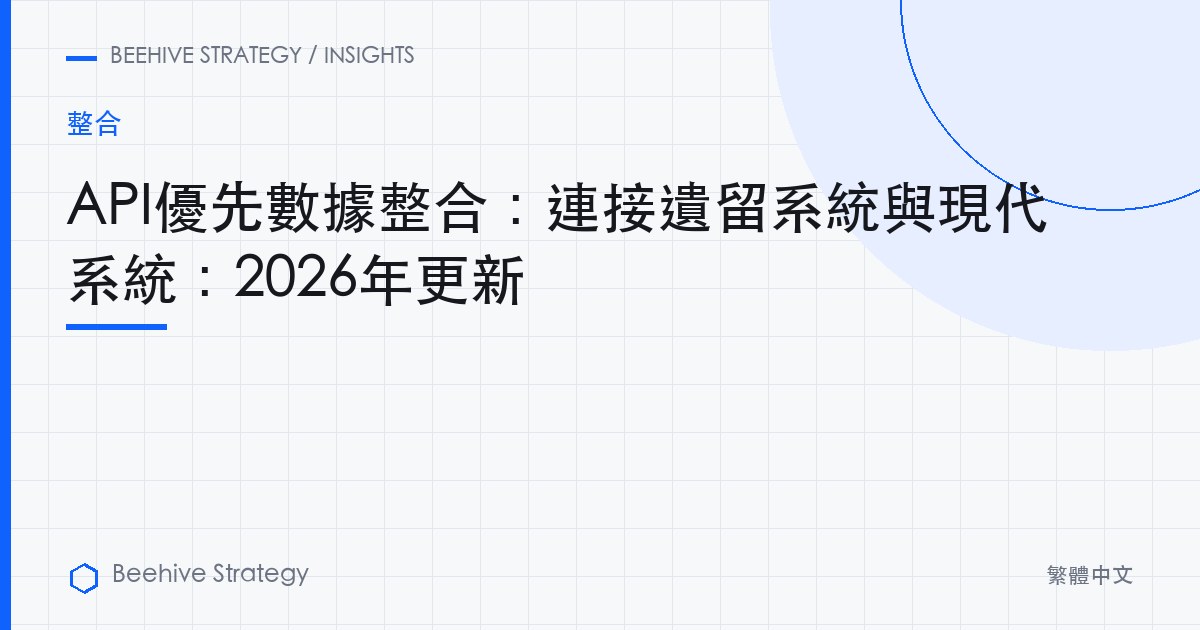 BEEHIVE STRATEGY / INSIGHTS
整合
API優先數據整合：連接遺留系統與現代
系統：2026年更新
Beehive Strategy
繁體中文